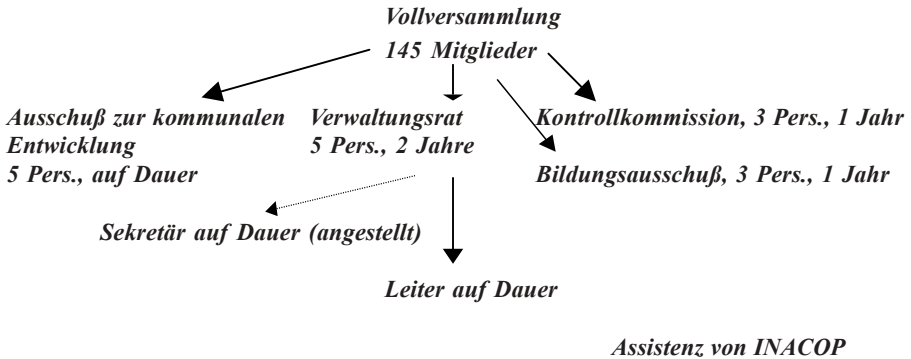 Vollversammlung
145 Mitglieder
Ausschuß zur kommunalen
Entwicklung
5 Pers., auf Dauer
Verwaltungsrat
5 Pers., 2 Jahre
Kontrollkommission, 3 Pers., 1 Jahr
Bildungsausschuß, 3 Pers., 1 Jahr
Sekretär auf Dauer (angestellt)
Leiter auf Dauer
Assistenz von INACOP